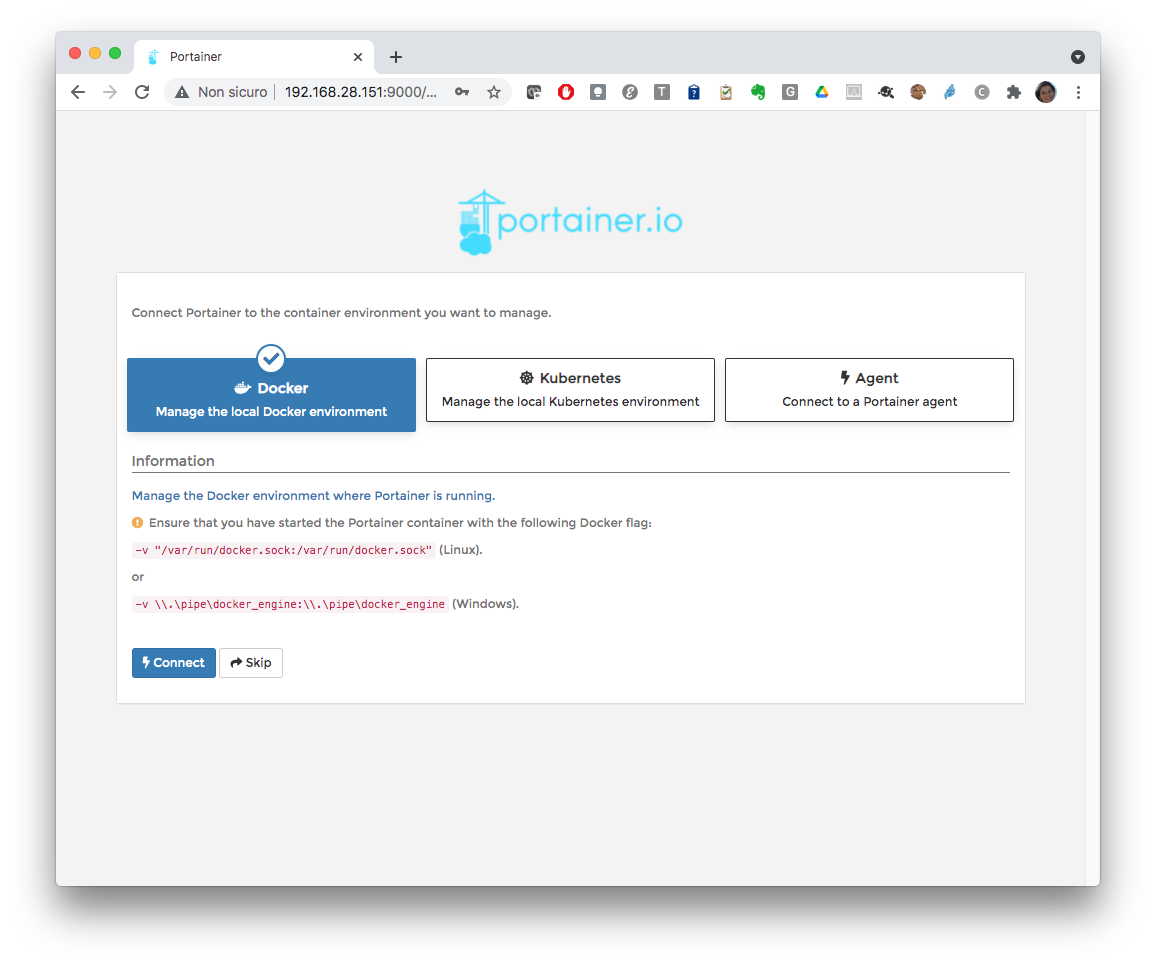 Portainer
Non sicuro
192.168.28.151:9000/...
T
?
G
C
portainer.io
Connect Portainer to the container environment you want to manage.
Docker
Manage the local Docker environment
Kubernetes
Manage the local Kubernetes environment
Agent
Connect to a Portainer agent
Information
Manage the Docker environment where Portainer is running.
Ensure that you have started the Portainer container with the following Docker flag:
-v "/var/run/docker.sock:/var/run/docker.sock" (Linux).
or
-v \\.\pipe\docker_engine:\\.\pipe\docker_engine (Windows).
Connect
Skip